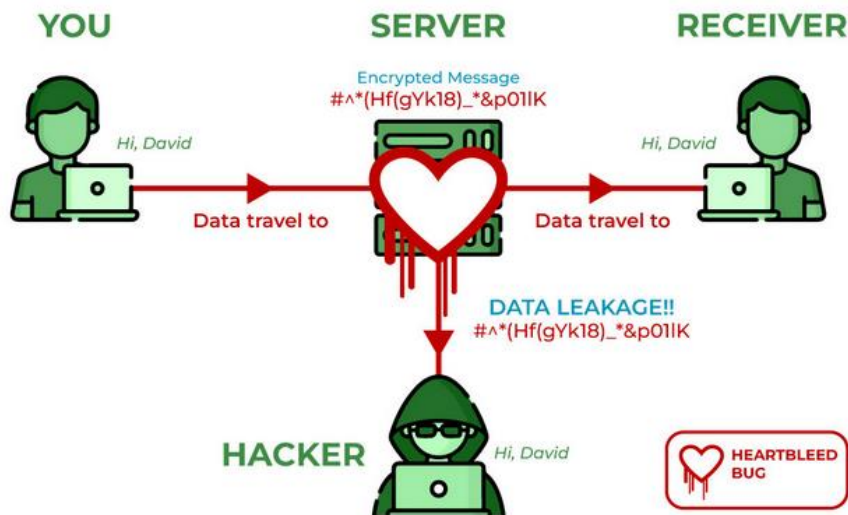 YOU
SERVER
RECEIVER
Encrypted Message
#^*(Hf(gYk18)_*&p01lK
Hi, David
Hi, David
Data travel to
Data travel to
DATA LEAKAGE!!
#^*(Hf(gYk18)_*&p01lK
HACKER
Hi, David
HEARTBLEED
BUG